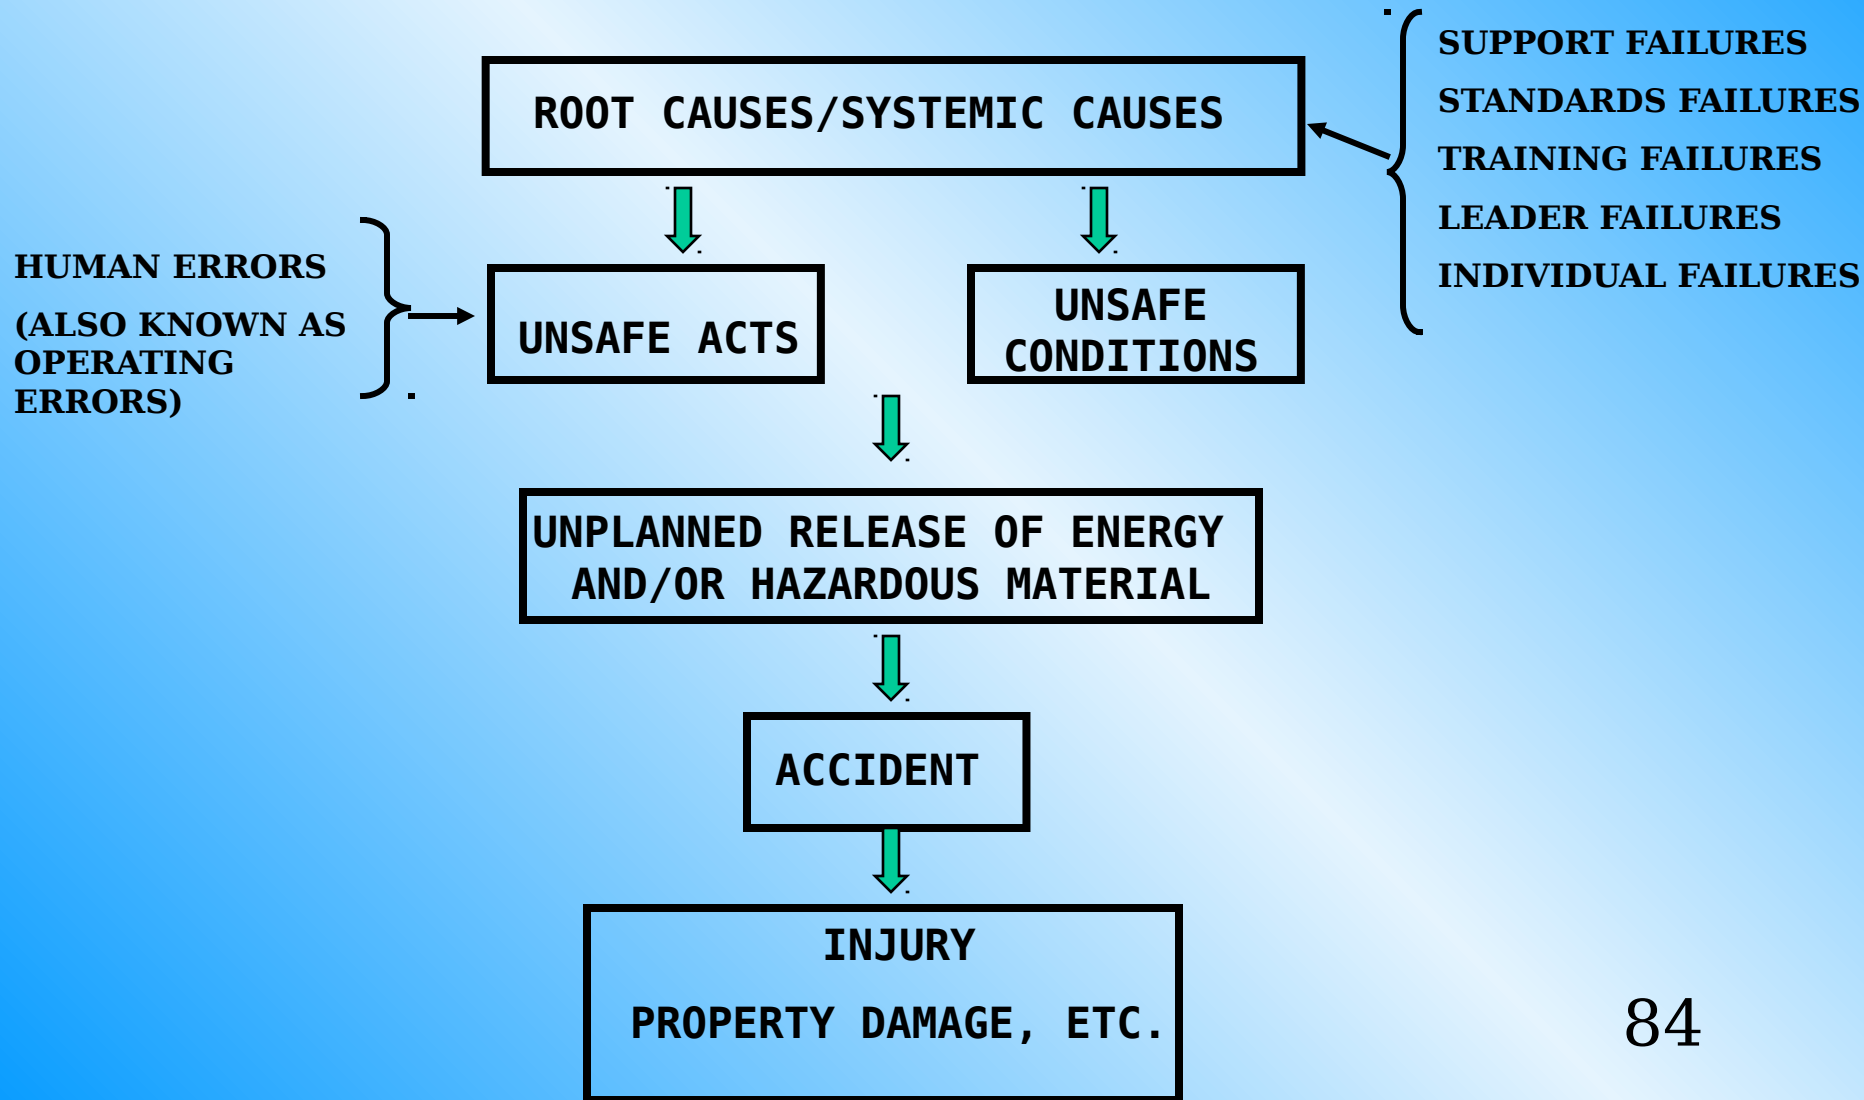 ROOT CAUSES/SYSTEMIC CAUSES
SUPPORT FAILURES
STANDARDS FAILURES
TRAINING FAILURES
LEADER FAILURES
INDIVIDUAL FAILURES
HUMAN ERRORS
(ALSO KNOWN AS
OPERATING
ERRORS)
UNSAFE ACTS
UNSAFE
CONDITIONS
UNPLANNED RELEASE OF ENERGY
AND/OR HAZARDOUS MATERIAL
ACCIDENT
INJURY
PROPERTY DAMAGE, ETC.
84